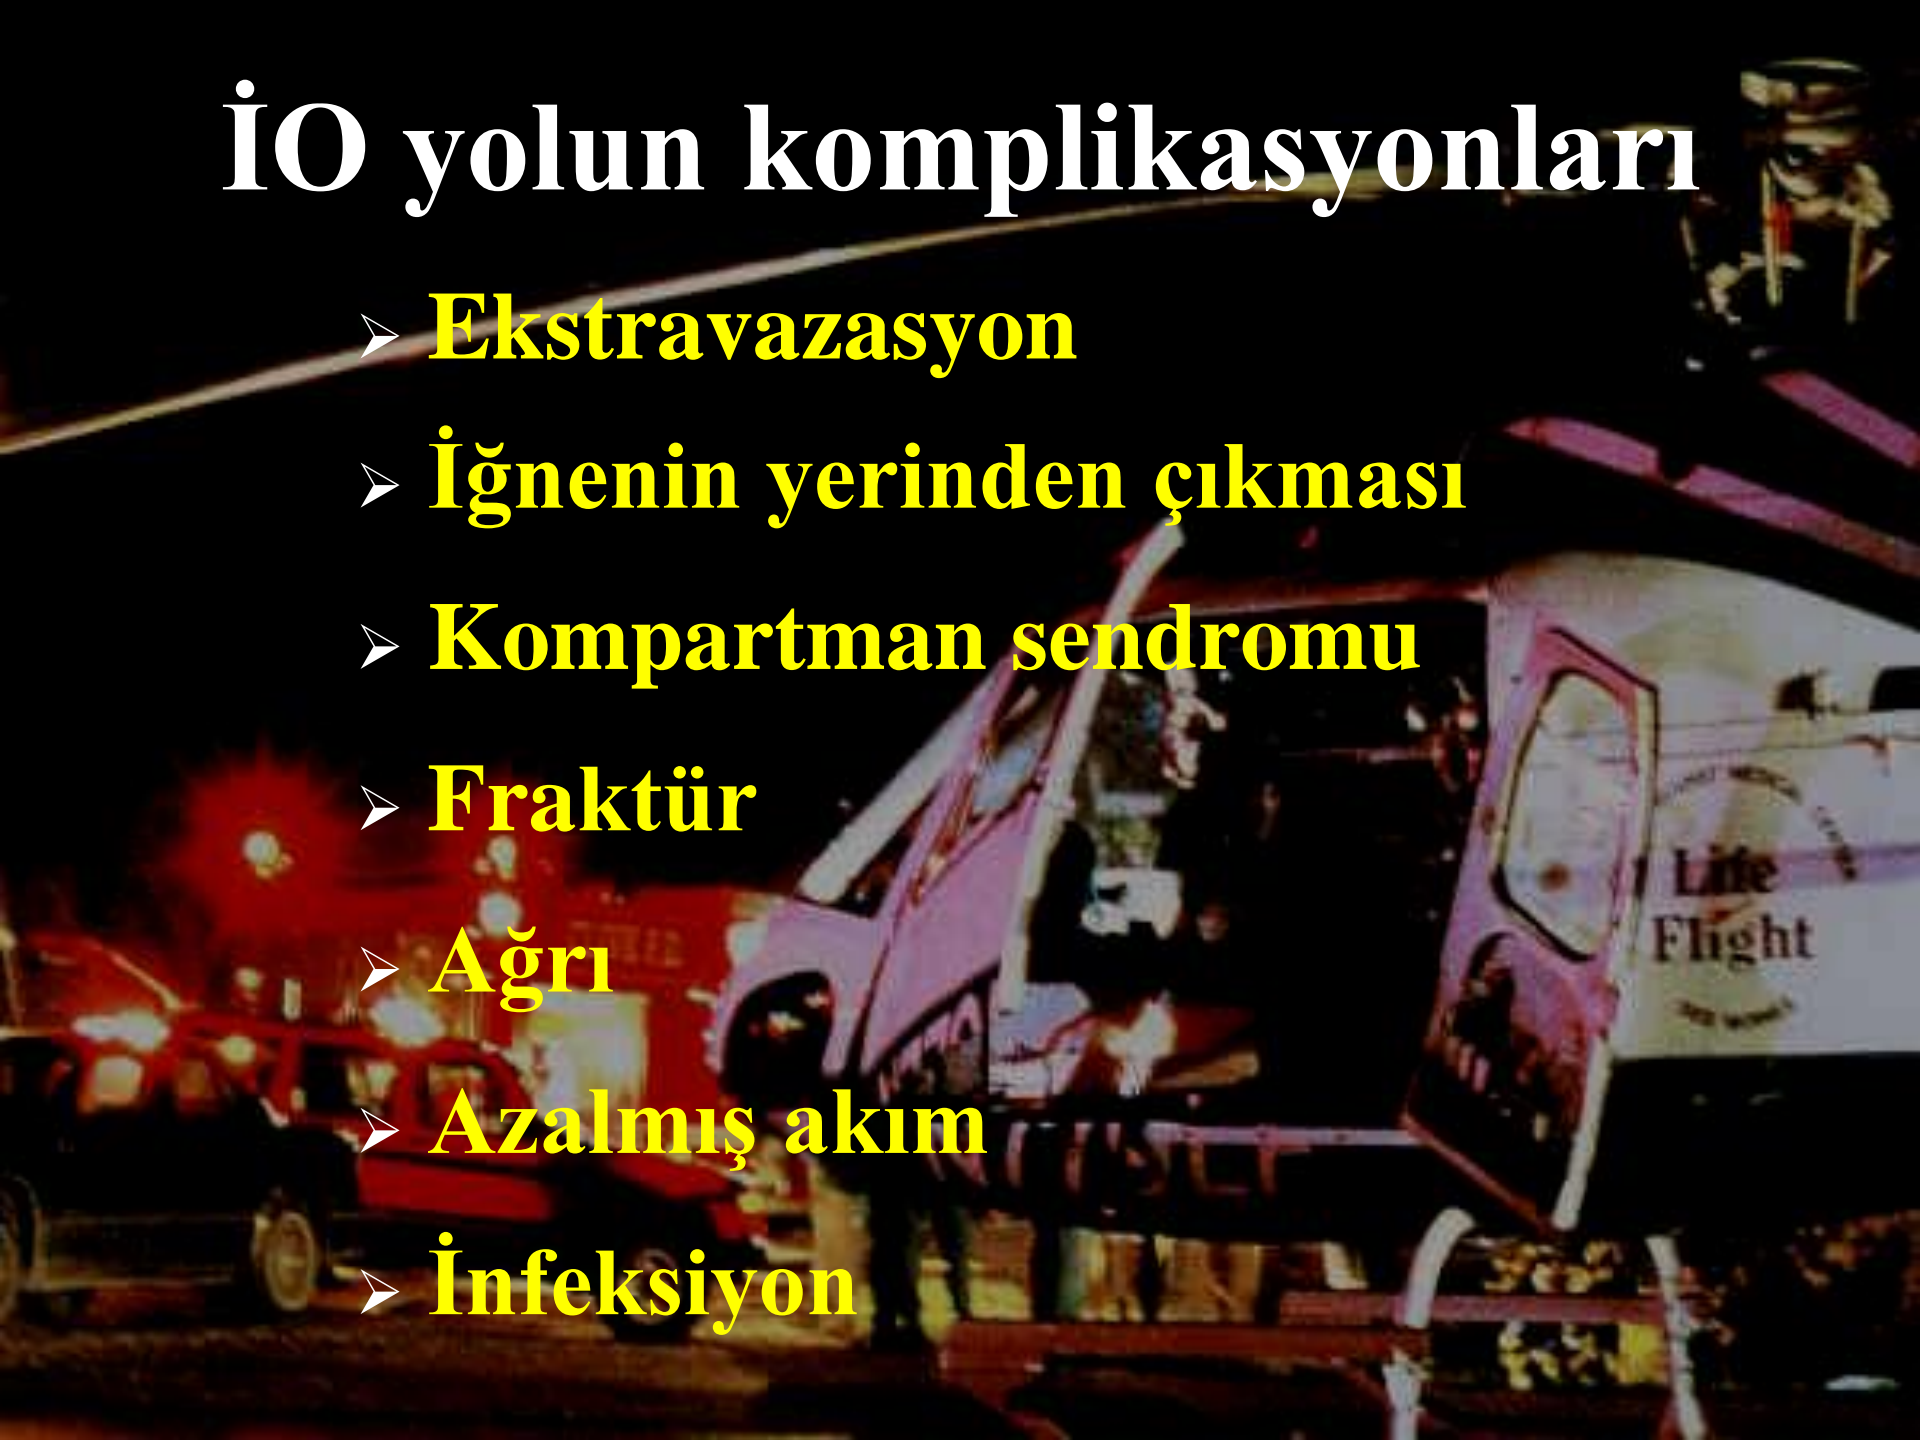 İO yolun komplikasyonları
Ekstravazasyon
İğnenin yerinden çıkması
Kompartman sendromu
Fraktür
Ağrı
Azalmış akım
İnfeksiyon
Life
Flight